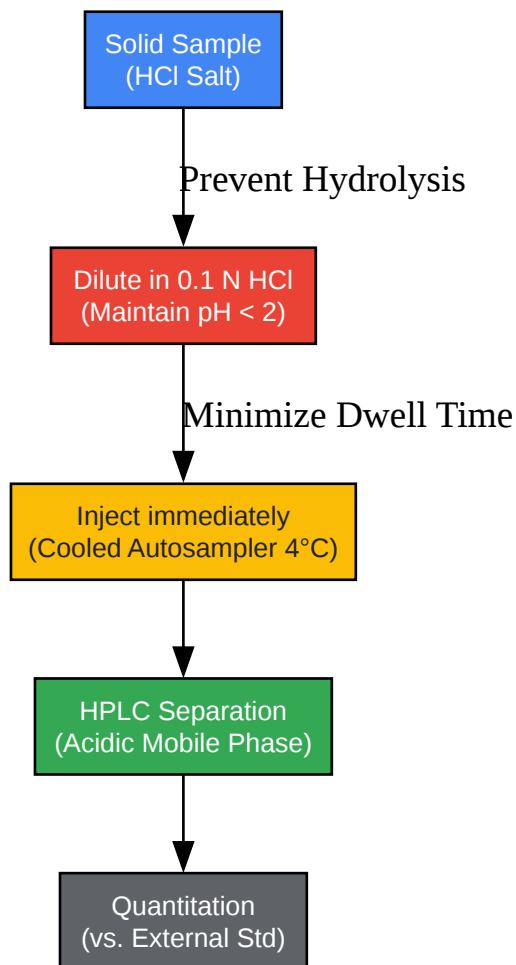 Solid Sample
(HCl Salt)
Prevent Hydrolysis
Dilute in 0.1 N HCl
(Maintain pH < 2)
Minimize Dwell Time
Inject immediately
(Cooled Autosampler 4°C)
HPLC Separation
(Acidic Mobile Phase)
Quantitation
(vs. External Std)